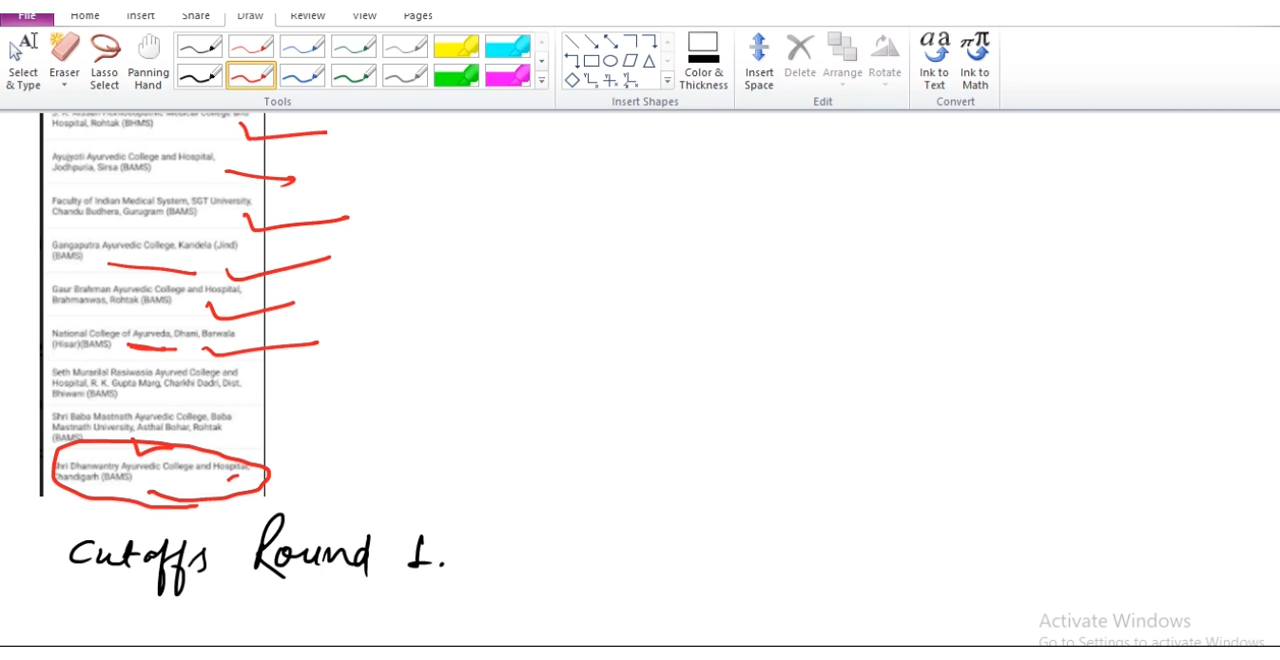 File Home Insert Share Draw Review View Pages
Select & Type
Eraser
Lasso Select
Panning Hand
Color & Thickness
Insert Space
Delete
Arrange
Rotate
Ink to Text
Ink to Math
Tools
Insert Shapes
Edit
Convert
Hospital, Rohtak (BHMS)
Ayujyoti Ayurvedic College and Hospital,
Jodhpuria, Sirsa (BAMS)
Faculty of Indian Medical System, SGT University,
Chandu Budhera, Gurugram (BAMS)
Gangaputra Ayurvedic College, Kandela (Jind)
(BAMS)
Gaur Brahman Ayurvedic College and Hospital,
Brahmanwas, Rohtak (BAMS)
National College of Ayurveda, Dhani, Barwala
(Hisar)(BAMS)
Seth Murarilal Rasiwasia Ayurved College and
Hospital, R. K. Gupta Marg, Charkhi Dadri, Dist.
Bhiwani (BAMS)
Shri Baba Mastnath Ayurvedic College, Baba
Mastnath University, Asthal Bohar, Rohtak
(BAMS)
Shri Dhanwantry Ayurvedic College and Hospital,
Chandigarh (BAMS)
Cutoffs Round 1.
Activate Windows
Go to Settings to activate Windows.